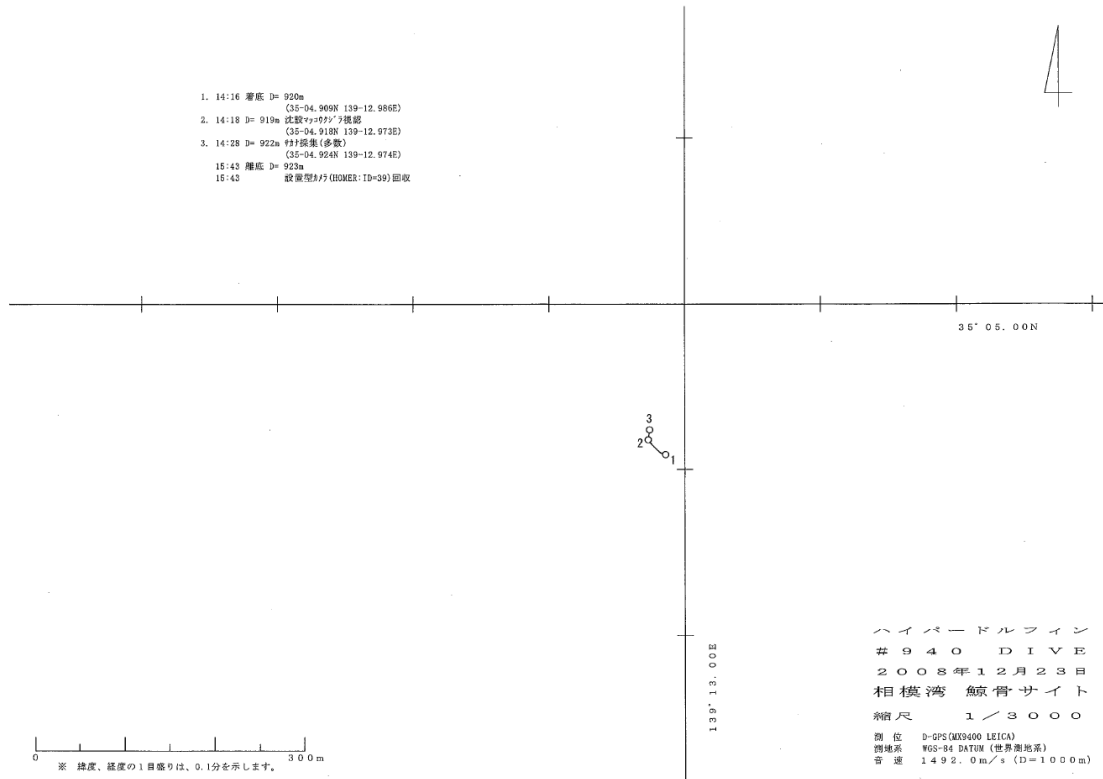 1. 14:16 着底 D= 920m
(35-04.909N 139-12.986E)
2. 14:18 D= 919m 沈設マッコウクジラ視認
(35-04.918N 139-12.973E)
3. 14:28 D= 922m サカナ採集(多数)
(35-04.924N 139-12.974E)
15:43 離底 D= 923m
15:43 設置型カメラ(HOMER:ID=39)回収
35°05.00N
3
2
1
139°13.00E
ハイパードルフィン
#940 DIVE
2008年12月23日
相模湾 鯨骨サイト
縮尺 1/3000
測位 D-GPS(MX9400 LEICA)
測地系 WGS-84 DATUM (世界測地系)
音速 1492.0m/s (D=1000m)
0 300m
※ 緯度、経度の1目盛りは、0.1分を示します。